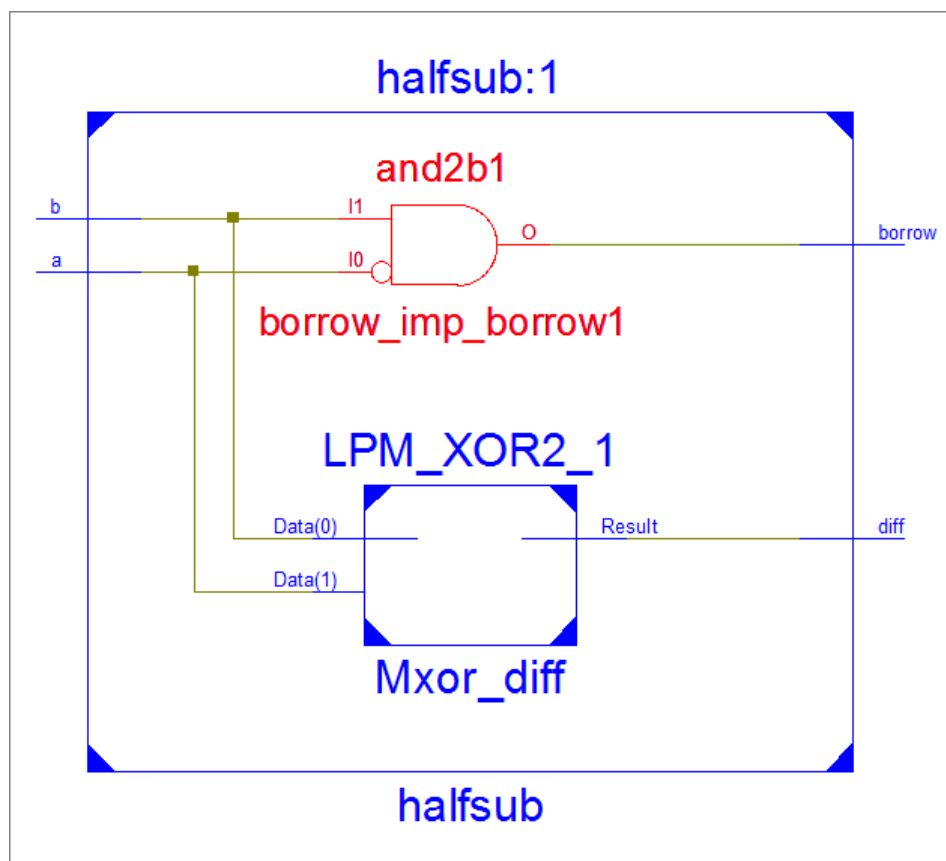 halfsub:1
and2b1
b I1
O borrow
a I0
borrow_imp_borrow1
LPM_XOR2_1
Data(0) Result diff
Data(1)
Mxor_diff
halfsub